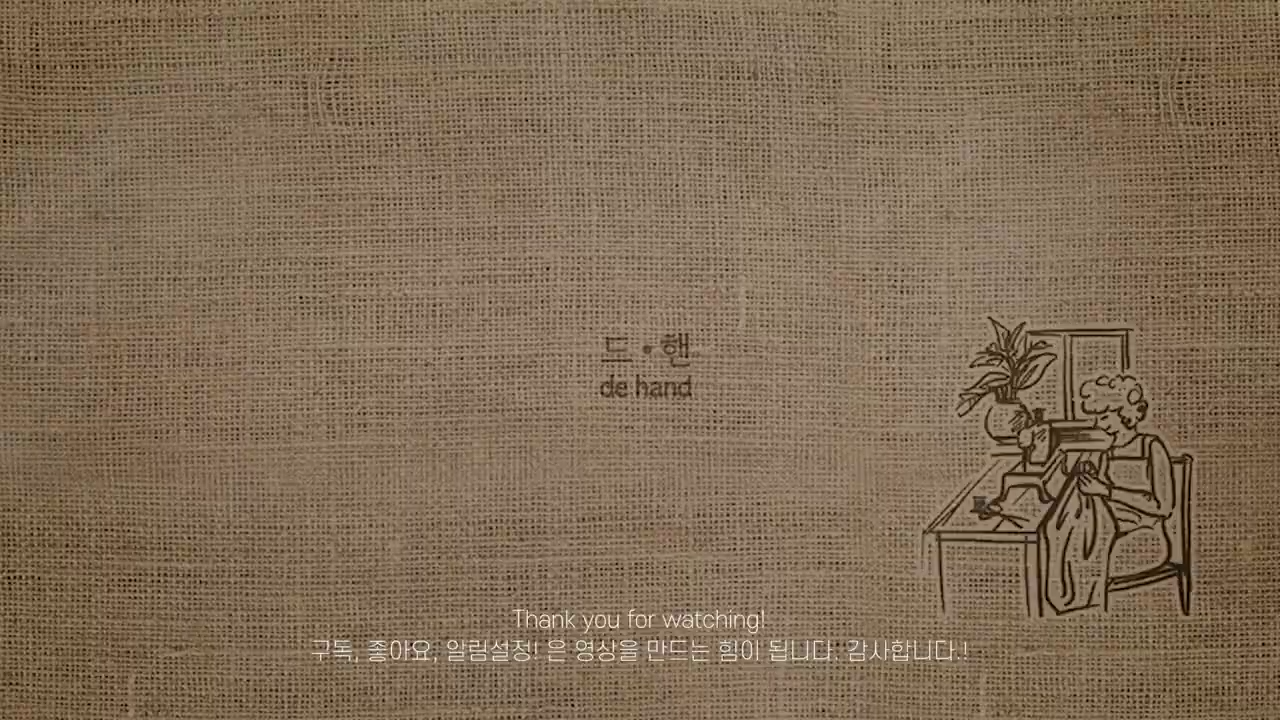 드·핸
de hand
Thank you for watching!
구독, 좋아요, 알림설정! 은 영상을 만드는 힘이 됩니다. 감사합니다.!